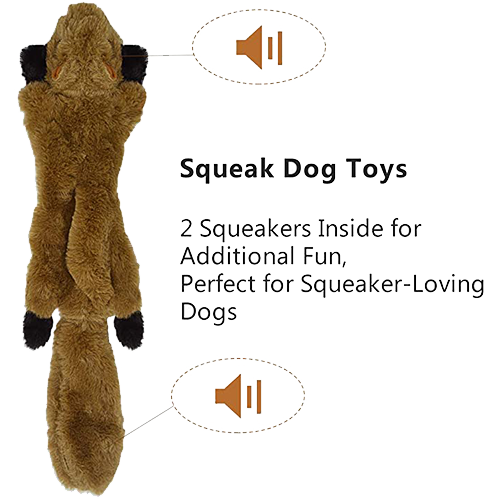 Squeak Dog Toys
2 Squeakers Inside for
Additional Fun,
Perfect for Squeaker-Loving
Dogs